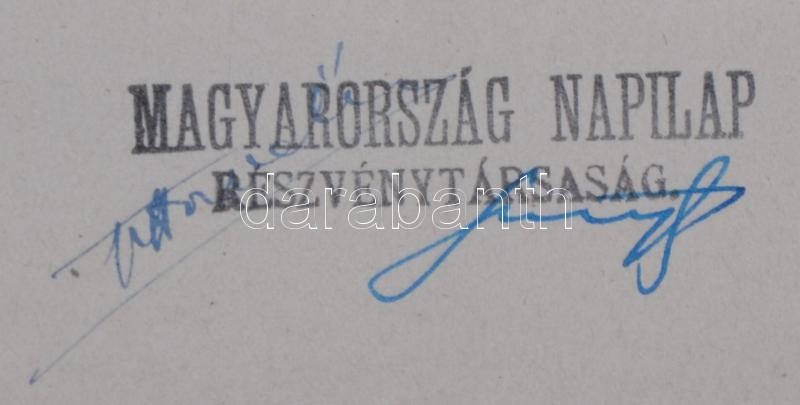 MAGYARORSZÁG NAPILAP
RÉSZVÉNYTÁRSASÁG.
darabanth